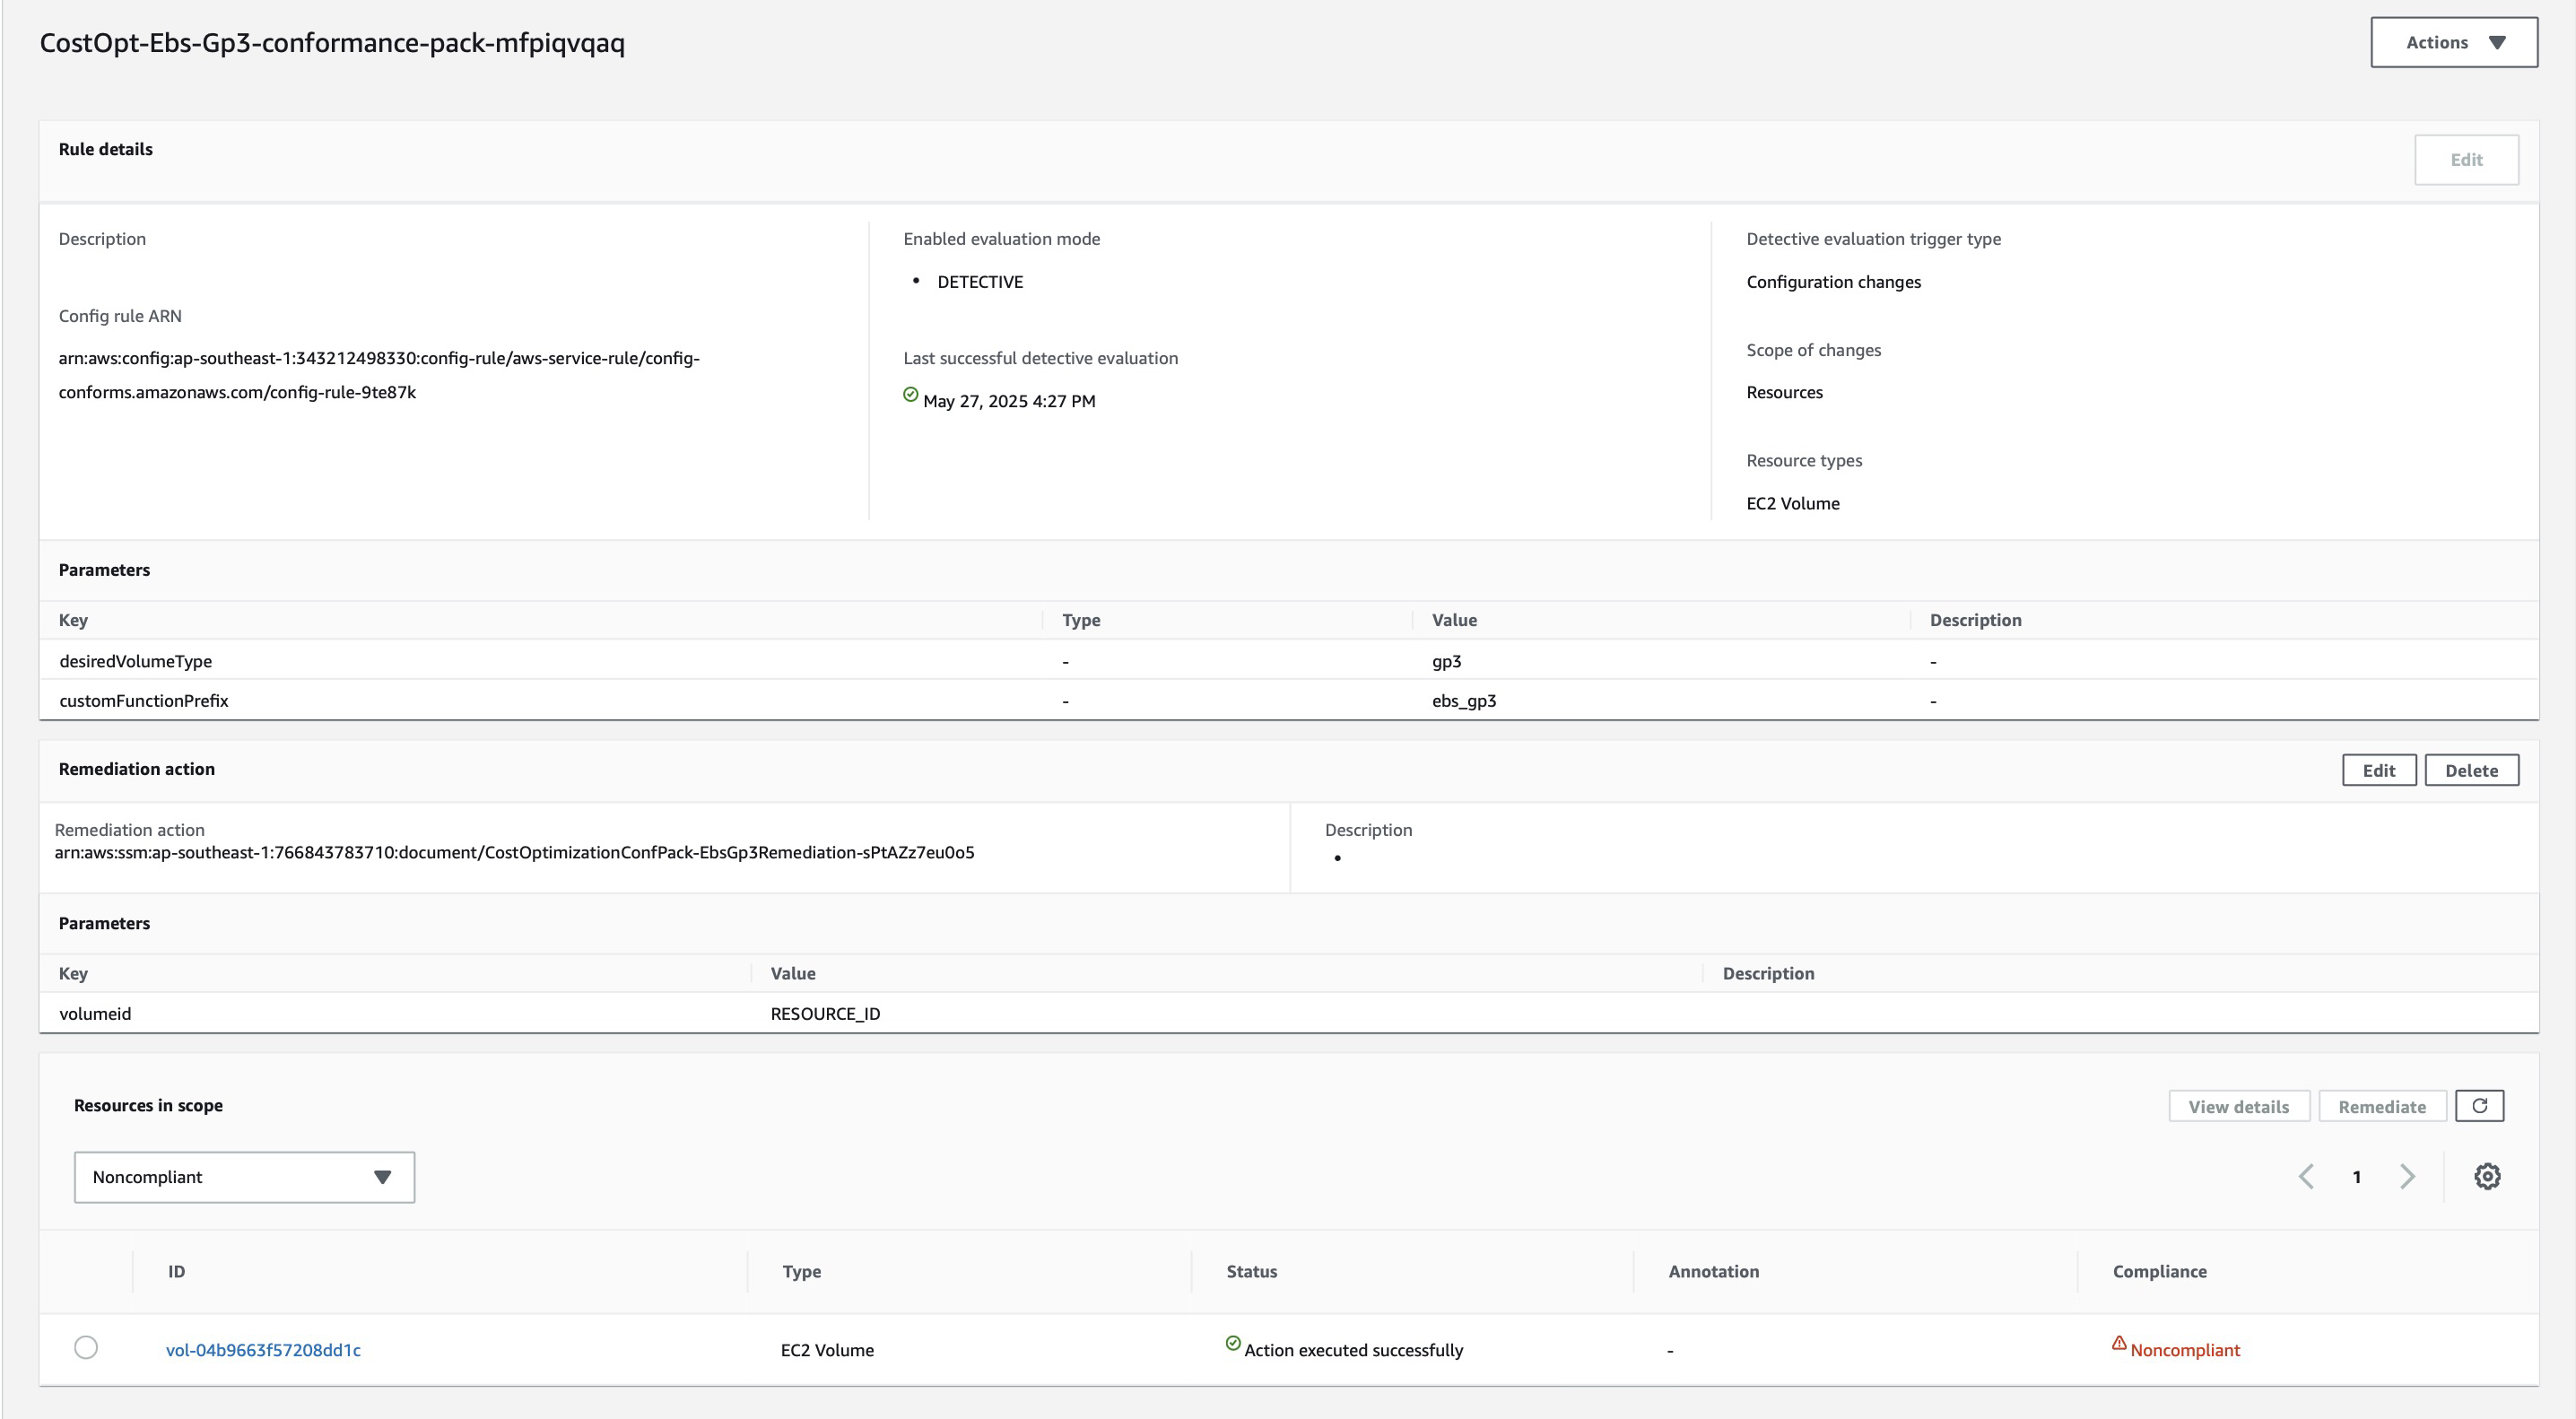 CostOpt-Ebs-Gp3-conformance-pack-mfpiqvqaq
Actions
Rule details
Edit
Description
Config rule ARN
arn:aws:config:ap-southeast-1:343212498330:config-rule/aws-service-rule/config-
conforms.amazonaws.com/config-rule-9te87k
Enabled evaluation mode
• DETECTIVE
Last successful detective evaluation
May 27, 2025 4:27 PM
Detective evaluation trigger type
Configuration changes
Scope of changes
Resources
Resource types
EC2 Volume
Parameters
Key Type Value Description
desiredVolumeType - gp3 -
customFunctionPrefix - ebs_gp3 -
Remediation action
Edit Delete
Remediation action
arn:aws:ssm:ap-southeast-1:766843783710:document/CostOptimizationConfPack-EbsGp3Remediation-sPtAZz7eu0o5
Description
•
Parameters
Key Value Description
volumeid RESOURCE_ID
Resources in scope
View details Remediate
Noncompliant
1
ID Type Status Annotation Compliance
vol-04b9663f57208dd1c EC2 Volume Action executed successfully - Noncompliant